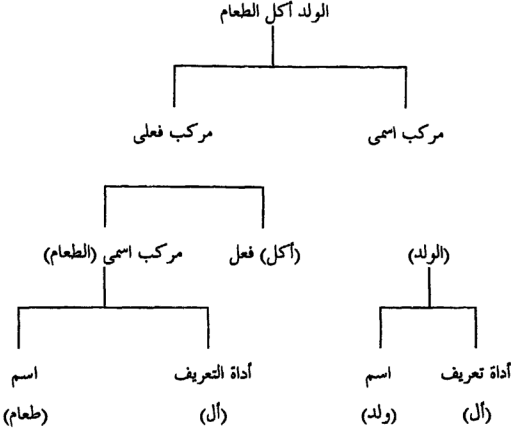 الولد أكل الطعام
مركب اسمى
مركب فعلى
(الولد)
(أكل) فعل
مركب اسمى (الطعام)
أداة تعريف
اسم
أداة التعريف
اسم
(أل)
(ولد)
(أل)
(طعام)